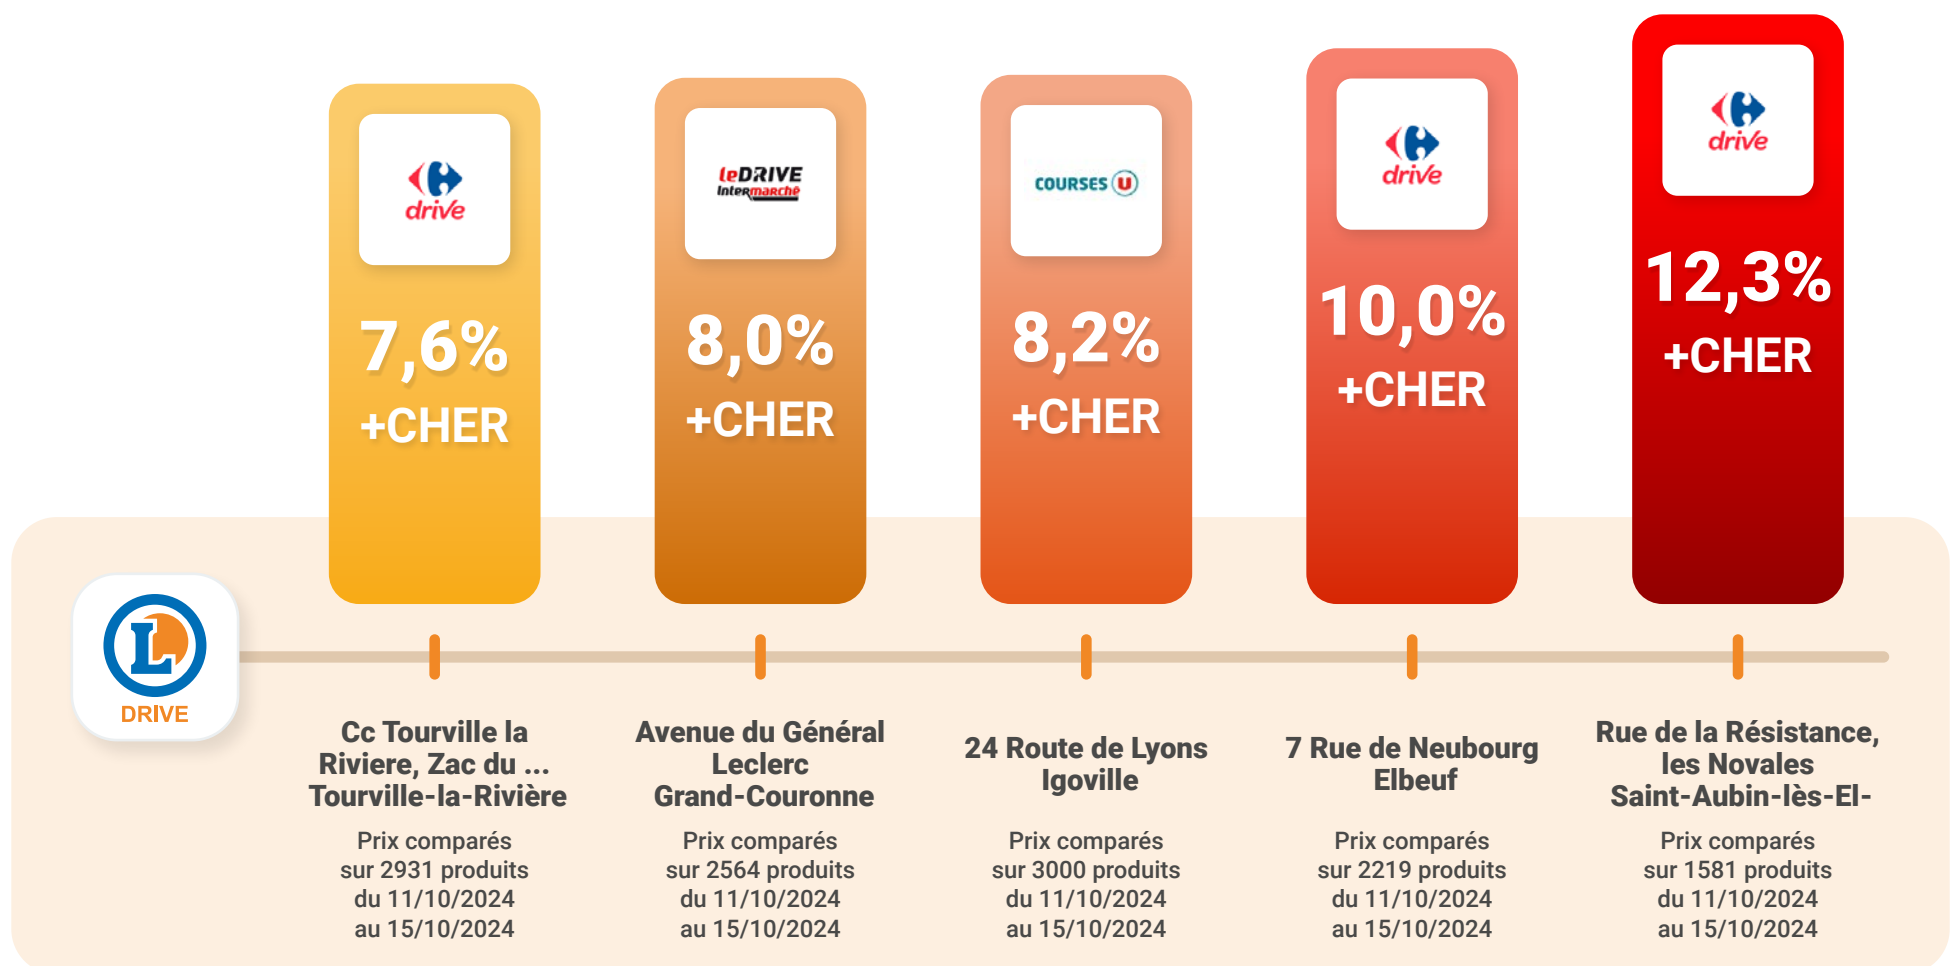 drive
7,6%
+CHER
leDRIVE
Intermarché
8,0%
+CHER
COURSES U
8,2%
+CHER
drive
10,0%
+CHER
drive
12,3%
+CHER
L
DRIVE
Cc Tourville la
Riviere, Zac du ...
Tourville-la-Rivière
Prix comparés
sur 2931 produits
du 11/10/2024
au 15/10/2024
Avenue du Général
Leclerc
Grand-Couronne
Prix comparés
sur 2564 produits
du 11/10/2024
au 15/10/2024
24 Route de Lyons
Igoville
Prix comparés
sur 3000 produits
du 11/10/2024
au 15/10/2024
7 Rue de Neubourg
Elbeuf
Prix comparés
sur 2219 produits
du 11/10/2024
au 15/10/2024
Rue de la Résistance,
les Novales
Saint-Aubin-lès-El-
Prix comparés
sur 1581 produits
du 11/10/2024
au 15/10/2024